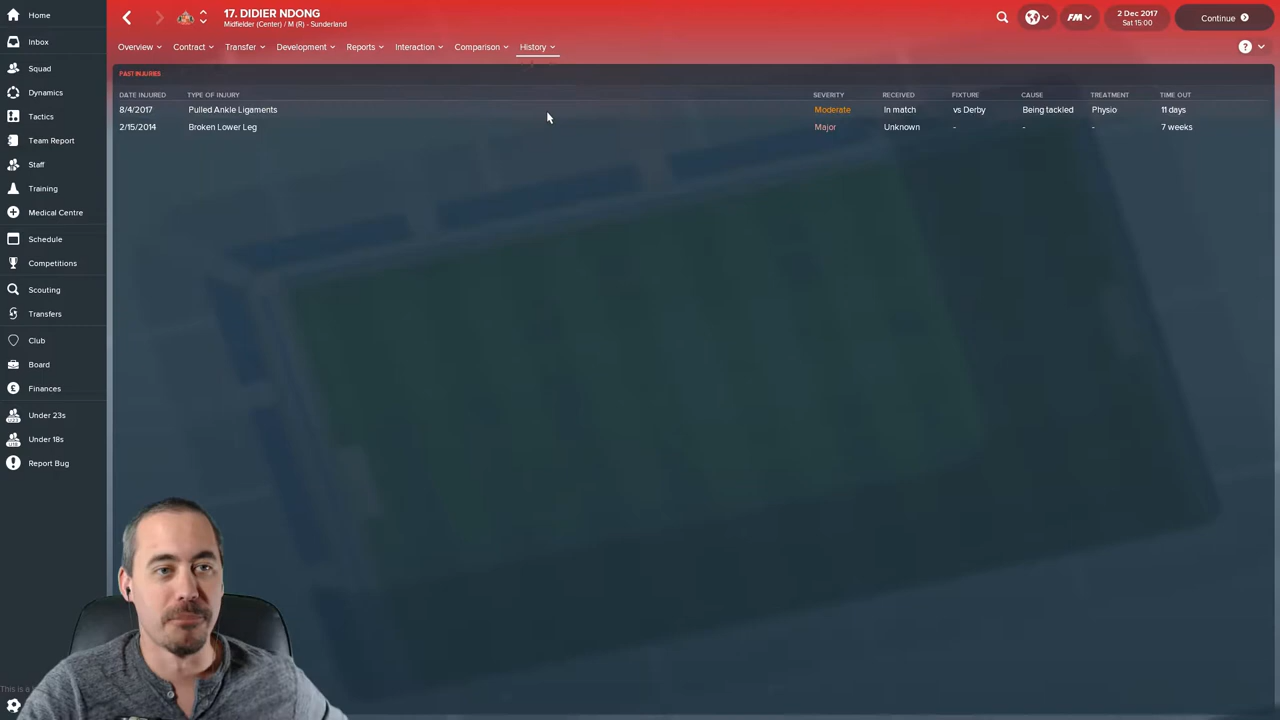 17. DIDIER NDONG
Midfielder (Center) / M (R) - Sunderland
FM
2 Dec 2017
Sat 15:00
Continue
Overview Contract Transfer Development Reports Interaction Comparison History
?
Home
Inbox
Squad
Dynamics
Tactics
Team Report
Staff
Training
Medical Centre
Schedule
Competitions
Scouting
Transfers
Club
Board
Finances
Under 23s
Under 18s
Report Bug
This is a
PAST INJURIES
DATE INJURED TYPE OF INJURY SEVERITY RECEIVED FIXTURE CAUSE TREATMENT TIME OUT
8/4/2017 Pulled Ankle Ligaments Moderate In match vs Derby Being tackled Physio 11 days
2/15/2014 Broken Lower Leg Major Unknown - - - 7 weeks